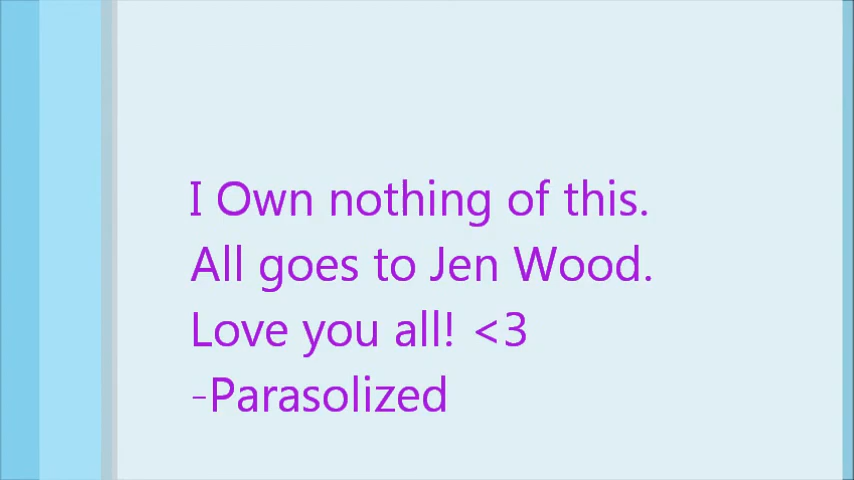 I Own nothing of this.
All goes to Jen Wood.
Love you all! <3
-Parasolized